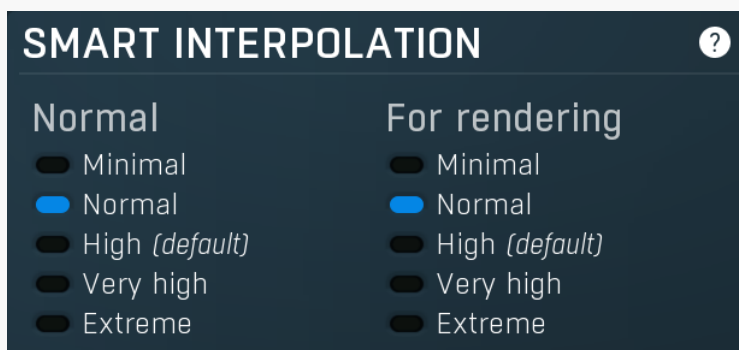 SMART INTERPOLATION ?
Normal
Minimal
Normal
High (default)
Very high
Extreme
For rendering
Minimal
Normal
High (default)
Very high
Extreme